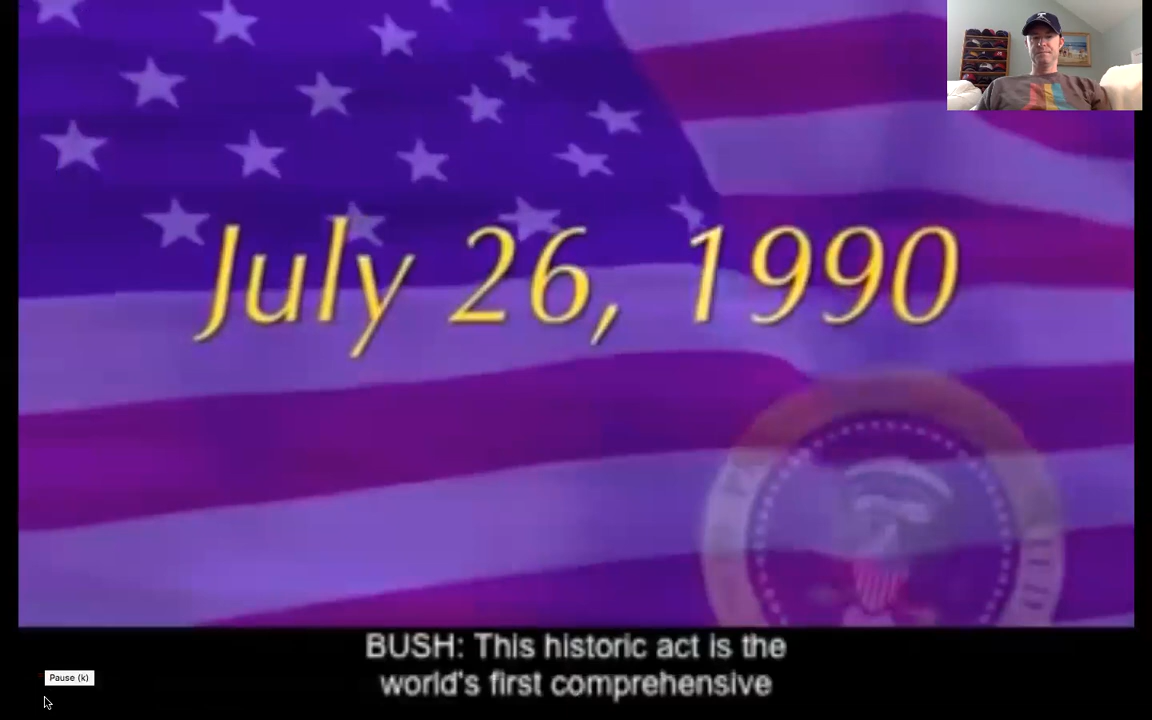 July 26, 1990
BUSH: This historic act is the
world's first comprehensive
Pause (k)